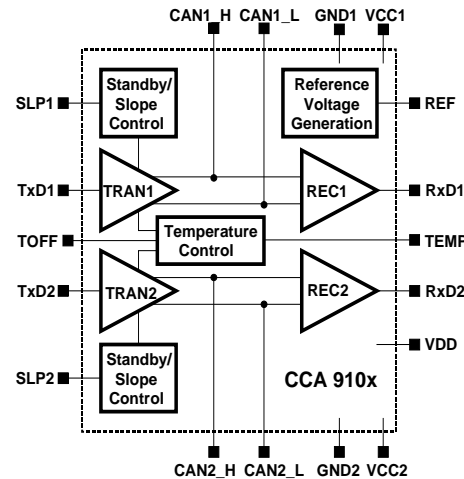 CAN1_H CAN1_L GND1 VCC1
Standby/
Slope
Control
Reference
Voltage
Generation
SLP1
REF
TxD1
TRAN1
REC1
RxD1
TOFF
Temperature
Control
TEMP
TxD2
TRAN2
REC2
RxD2
VDD
Standby/
Slope
Control
SLP2
CCA 910x
CAN2_H CAN2_L GND2 VCC2